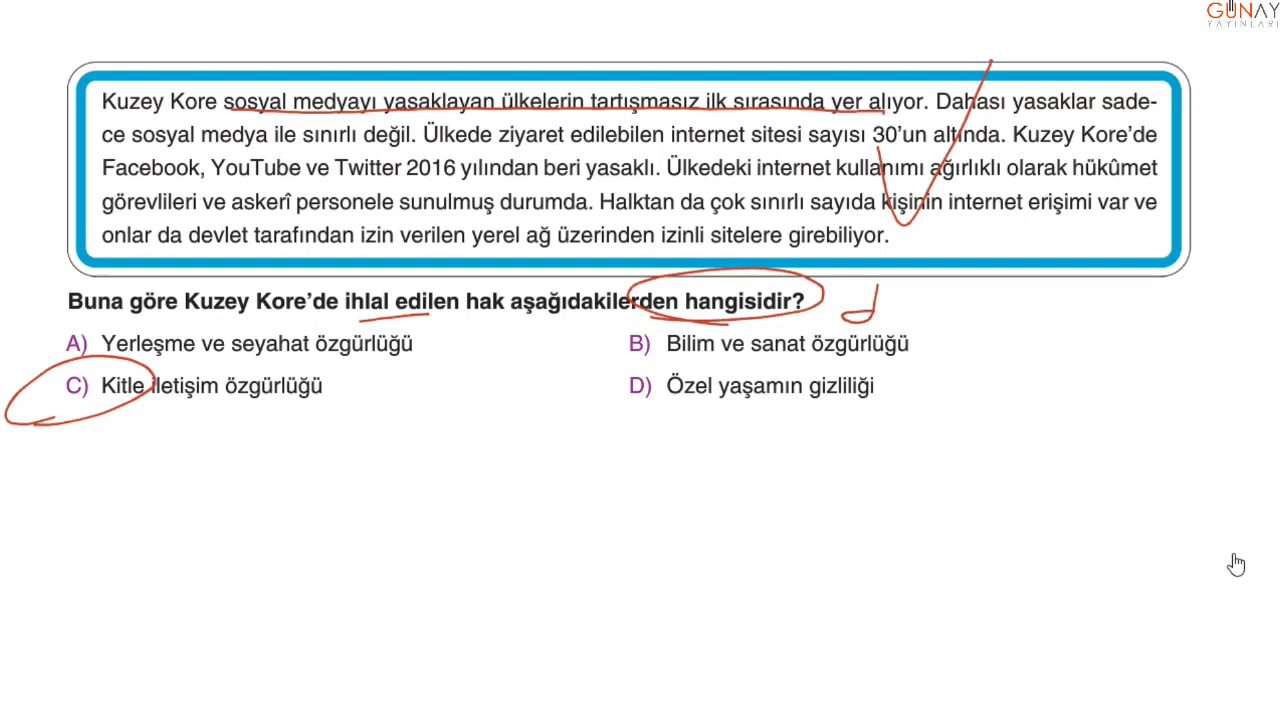 GÜNAY
YAYINLARI
Kuzey Kore sosyal medyayı yasaklayan ülkelerin tartışmasız ilk sırasında yer alıyor. Dahası yasaklar sade-
ce sosyal medya ile sınırlı değil. Ülkede ziyaret edilebilen internet sitesi sayısı 30’un altında. Kuzey Kore’de
Facebook, YouTube ve Twitter 2016 yılından beri yasaklı. Ülkedeki internet kullanımı ağırlıklı olarak hükûmet
görevlileri ve askerî personele sunulmuş durumda. Halktan da çok sınırlı sayıda kişinin internet erişimi var ve
onlar da devlet tarafından izin verilen yerel ağ üzerinden izinli sitelere girebiliyor.
Buna göre Kuzey Kore’de ihlal edilen hak aşağıdakilerden hangisidir?
A) Yerleşme ve seyahat özgürlüğü
B) Bilim ve sanat özgürlüğü
C) Kitle iletişim özgürlüğü
D) Özel yaşamın gizliliği